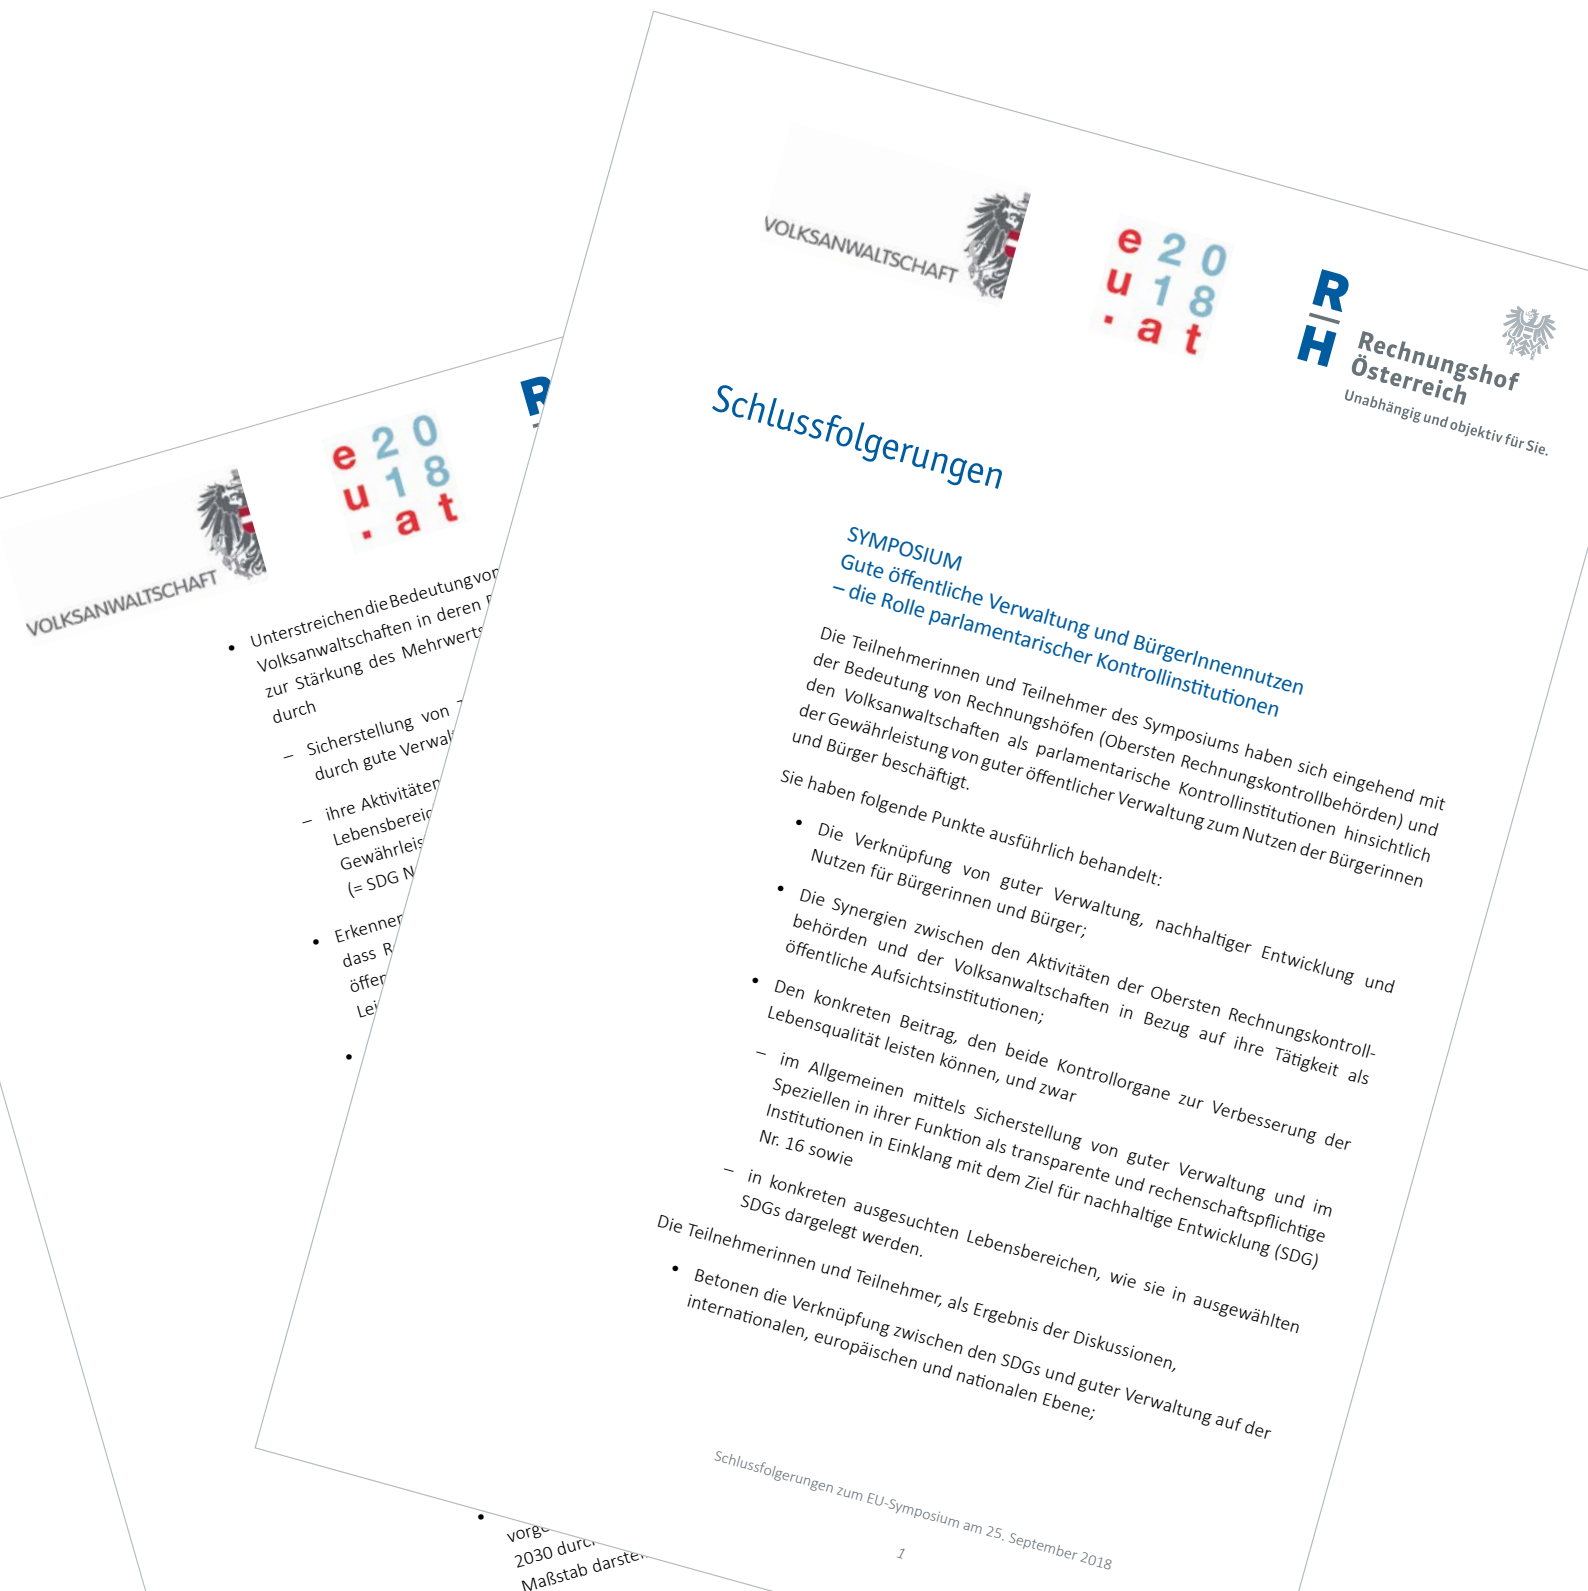 VOLKSANWALTSCHAFT
e 2 0
u 1 8
. a t
R
H
Rechnungshof
Österreich
Unabhängig und objektiv für Sie.
Schlussfolgerungen
SYMPOSIUM
Gute öffentliche Verwaltung und BürgerInnennutzen
– die Rolle parlamentarischer Kontrollinstitutionen
Die Teilnehmerinnen und Teilnehmer des Symposiums haben sich eingehend mit
der Bedeutung von Rechnungshöfen (Obersten Rechnungskontrollbehörden) und
den Volksanwaltschaften als parlamentarische Kontrollinstitutionen hinsichtlich
der Gewährleistung von guter öffentlicher Verwaltung zum Nutzen der Bürgerinnen
und Bürger beschäftigt.
Sie haben folgende Punkte ausführlich behandelt:
• Die Verknüpfung von guter Verwaltung, nachhaltiger Entwicklung und
Nutzen für Bürgerinnen und Bürger;
• Die Synergien zwischen den Aktivitäten der Obersten Rechnungskontroll-
behörden und der Volksanwaltschaften in Bezug auf ihre Tätigkeit als
öffentliche Aufsichtsinstitutionen;
• Den konkreten Beitrag, den beide Kontrollorgane zur Verbesserung der
Lebensqualität leisten können, und zwar
– im Allgemeinen mittels Sicherstellung von guter Verwaltung und im
Speziellen in ihrer Funktion als transparente und rechenschaftspflichtige
Institutionen in Einklang mit dem Ziel für nachhaltige Entwicklung (SDG)
Nr. 16 sowie
– in konkreten ausgesuchten Lebensbereichen, wie sie in ausgewählten
SDGs dargelegt werden.
Die Teilnehmerinnen und Teilnehmer, als Ergebnis der Diskussionen,
• Betonen die Verknüpfung zwischen den SDGs und guter Verwaltung auf der
internationalen, europäischen und nationalen Ebene;
Schlussfolgerungen zum EU-Symposium am 25. September 2018
1
VOLKSANWALTSCHAFT
e 2 0
u 1 8
. a t
R
• Unterstreichen die Bedeutung von
Volksanwaltschaften in deren
zur Stärkung des
durch
– Sicherstellung von
durch gute
– ihre Aktivitäten
(= SDG
•
dass
•
•
2030
Maßstab